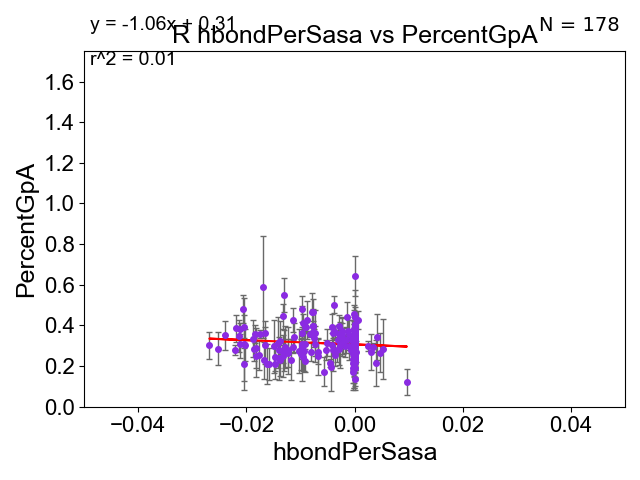 y = -1.06x + 0.31
R hbondPerSasa vs PercentGpA
N = 178
r^2 = 0.01
PercentGpA
1.6
1.4
1.2
1.0
0.8
0.6
0.4
0.2
0.0
−0.04 −0.02 0.00 0.02 0.04
hbondPerSasa